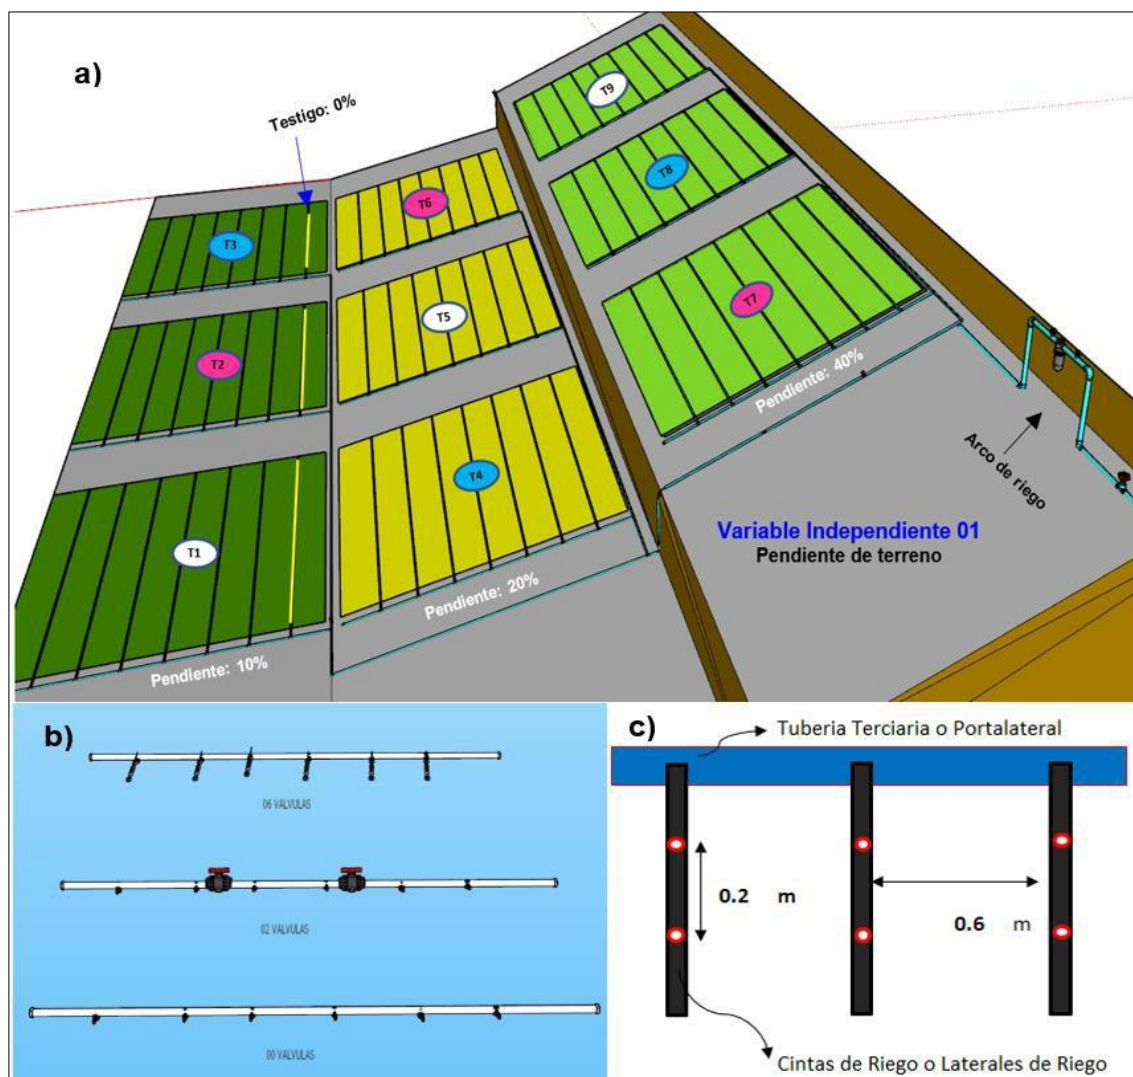 a)
Testigo: 0%
T9
T8
T7
T6
T5
T4
T3
T2
T1
Pendiente: 40%
Pendiente: 20%
Pendiente: 10%
Arco de riego
Variable Independiente 01
Pendiente de terreno
b)
06 VALVULAS
02 VALVULAS
00 VALVULAS
c)
Tuberia Terciaria o Portalateral
0.2 m
0.6 m
Cintas de Riego o Laterales de Riego